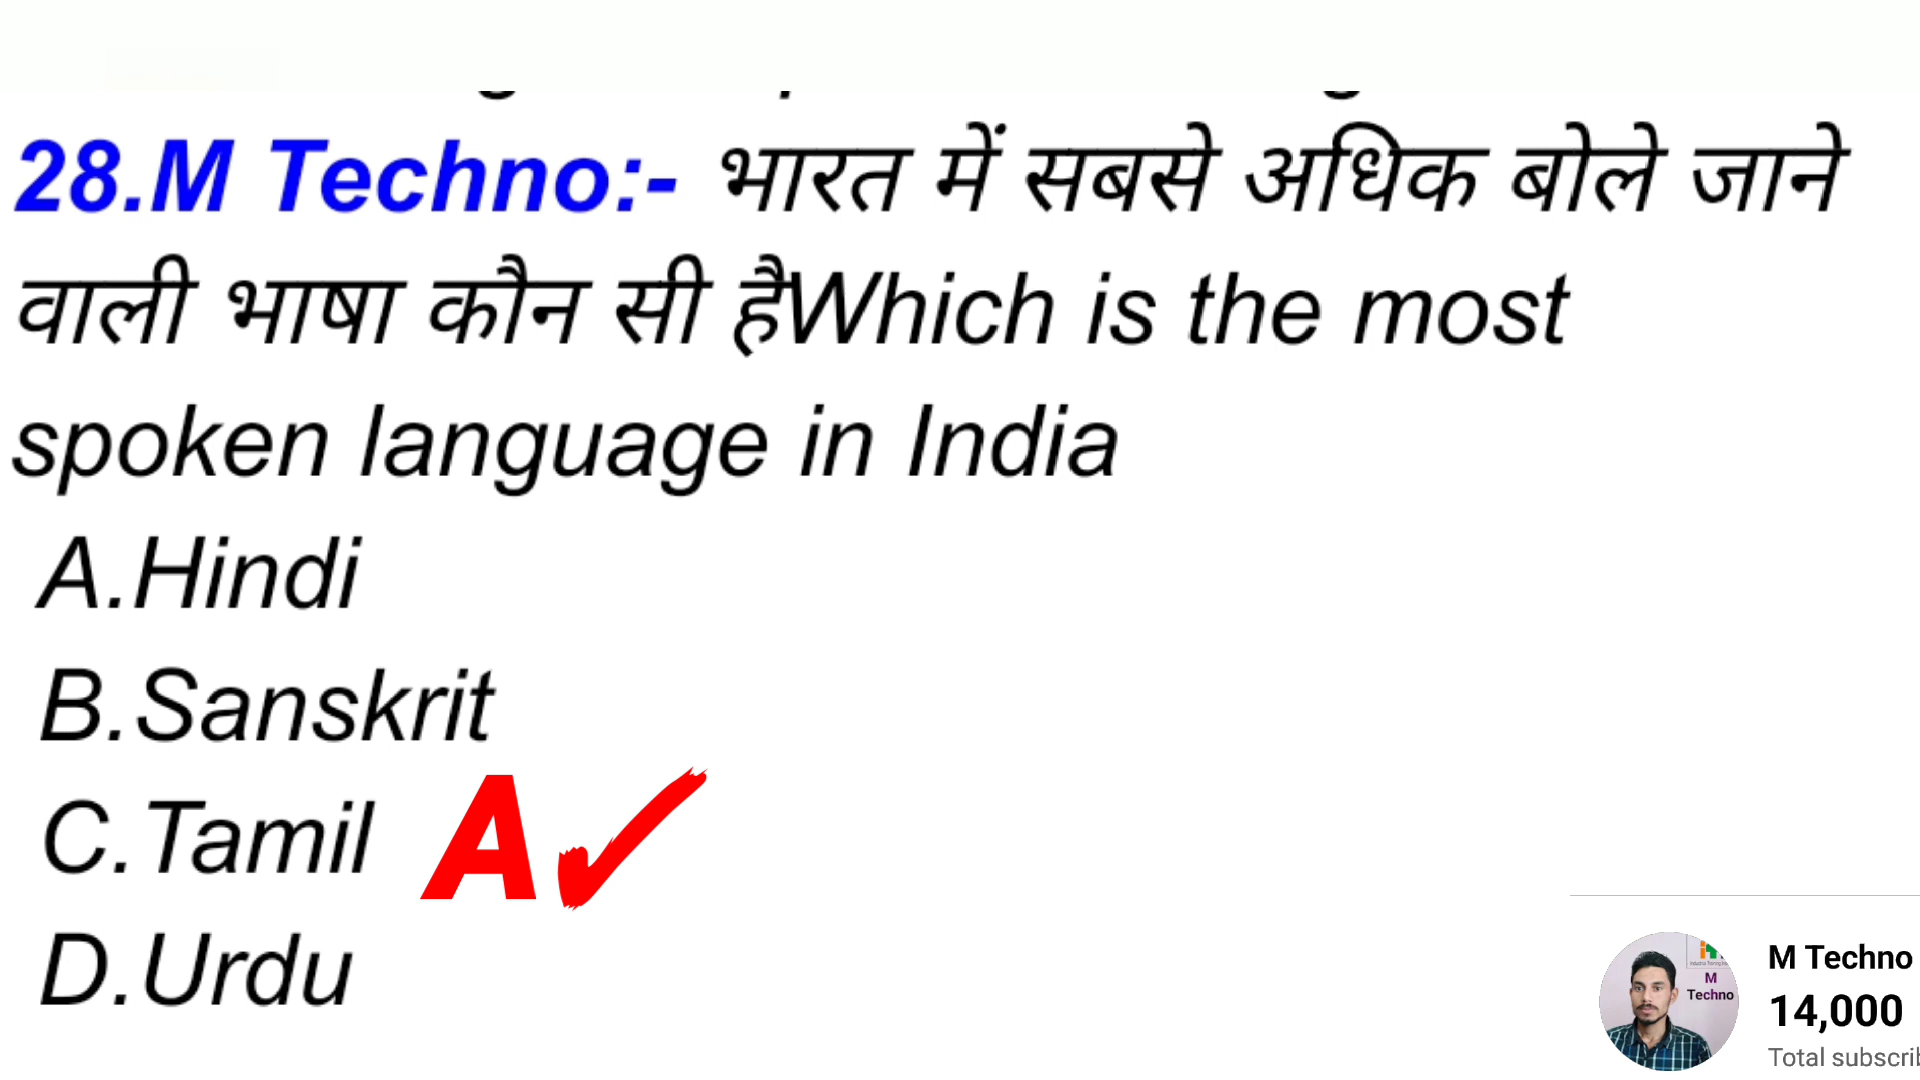 28.M Techno:- भारत में सबसे अधिक बोले जाने
वाली भाषा कौन सी हैWhich is the most
spoken language in India
A.Hindi
B.Sanskrit
C.Tamil A✓
D.Urdu
M
Techno
M Techno
14,000
Total subscrib